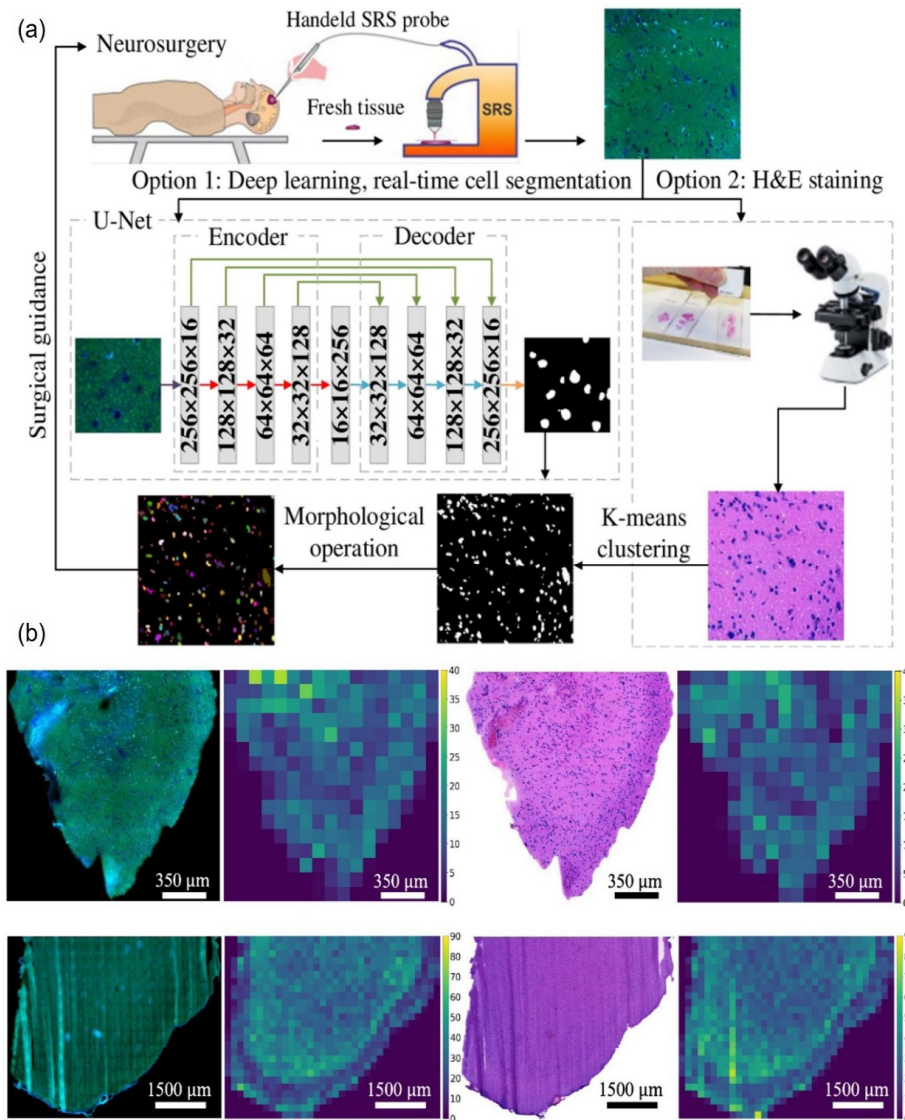 (a)
Neurosurgery
Handeld SRS probe
Fresh tissue
SRS
Option 1: Deep learning, real-time cell segmentation
Option 2: H&E staining
U-Net
Encoder
Decoder
Surgical guidance
256×256×16
128×128×32
64×64×64
32×32×128
16×16×256
32×32×128
64×64×64
128×128×32
256×256×16
Morphological
operation
K-means
clustering
(b)
40
35
30
25
20
15
10
5
0
350 μm
350 μm
350 μm
350 μm
90
80
70
60
50
40
30
20
10
0
1500 μm
1500 μm
1500 μm
1500 μm